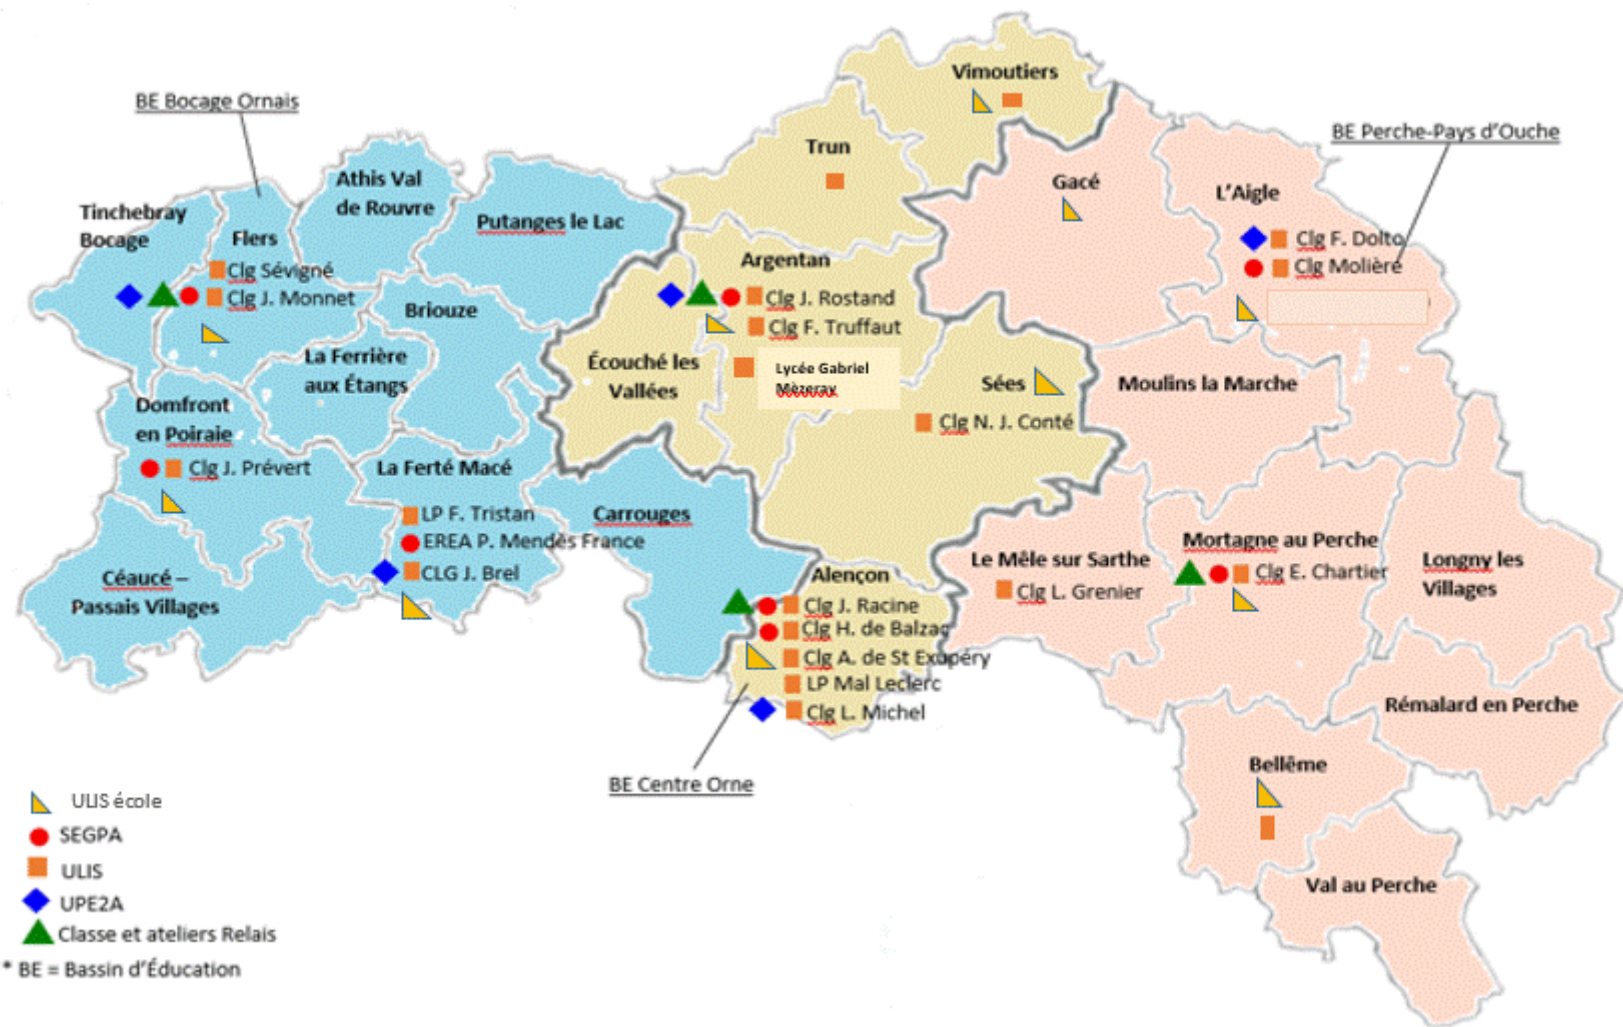 Vimoutiers
BE Bocage Ornais
BE Perche-Pays d'Ouche
Trun
Athis Val
de Rouvre
Gacé
L'Aigle
Tinchebray
Bocage
Putanges le Lac
Flers
Clg F. Dolto
Clg Sévigné
Argentan
Clg Molière
Clg J. Monnet
Clg J. Rostand
Briouze
Clg F. Truffaut
La Ferrière
aux Étangs
Écouché les
Vallées
Lycée Gabriel
Mèzeray
Sées
Moulins la Marche
Domfront
en Poiraie
Clg N. J. Conté
Clg J. Prévert
La Ferté Macé
LP F. Tristan
Carrouges
EREA P. Mendès France
Mortagne au Perche
CLG J. Brel
Alençon
Le Mêle sur Sarthe
Clg E. Chartier
Longny les
Villages
Céaucé –
Passais Villages
Clg L. Grenier
Clg J. Racine
Clg H. de Balzac
Clg A. de St Exupéry
LP Mal Leclerc
Clg L. Michel
Rémalard en Perche
Bellême
BE Centre Orne
Val au Perche
ULIS école
SEGPA
ULIS
UPE2A
Classe et ateliers Relais
* BE = Bassin d'Éducation